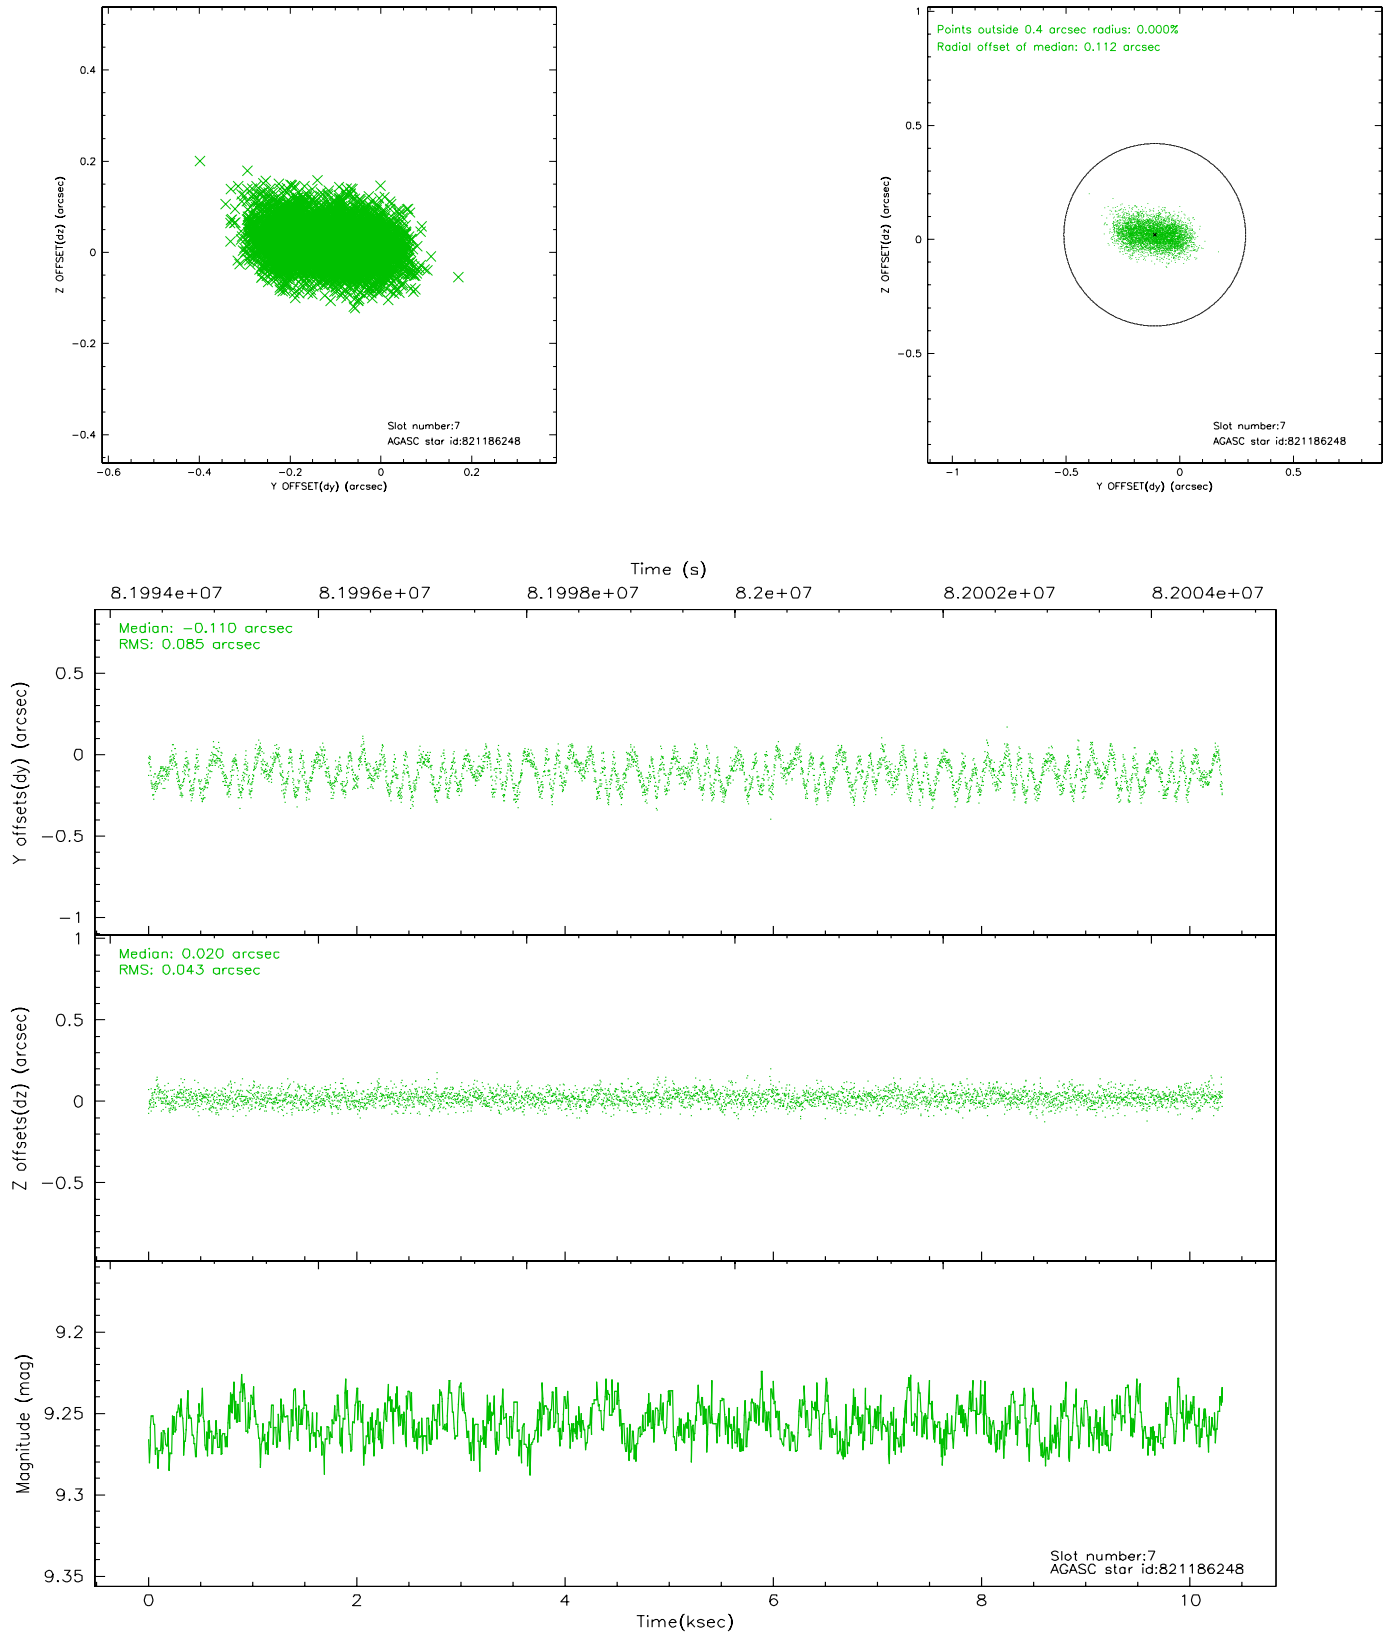 0.4
0.2
0
−0.2
−0.4
−0.6
−0.4
−0.2
0
0.2
Z OFFSET(dz) (arcsec)
Y OFFSET(dy) (arcsec)
Slot number:7
AGASC star id:821186248
Points outside 0.4 arcsec radius: 0.000%
Radial offset of median: 0.112 arcsec
1
0.5
0
−0.5
−1
−0.5
0
0.5
Z OFFSET(dz) (arcsec)
Y OFFSET(dy) (arcsec)
Slot number:7
AGASC star id:821186248
Time (s)
8.1994e+07
8.1996e+07
8.1998e+07
8.2e+07
8.2002e+07
8.2004e+07
Median: −0.110 arcsec
RMS: 0.085 arcsec
0.5
0
−0.5
−1
Y offsets(dy) (arcsec)
Median: 0.020 arcsec
RMS: 0.043 arcsec
1
0.5
0
−0.5
Z offsets(dz) (arcsec)
9.2
9.25
9.3
9.35
Magnitude (mag)
Slot number:7
AGASC star id:821186248
0
2
4
6
8
10
Time(ksec)